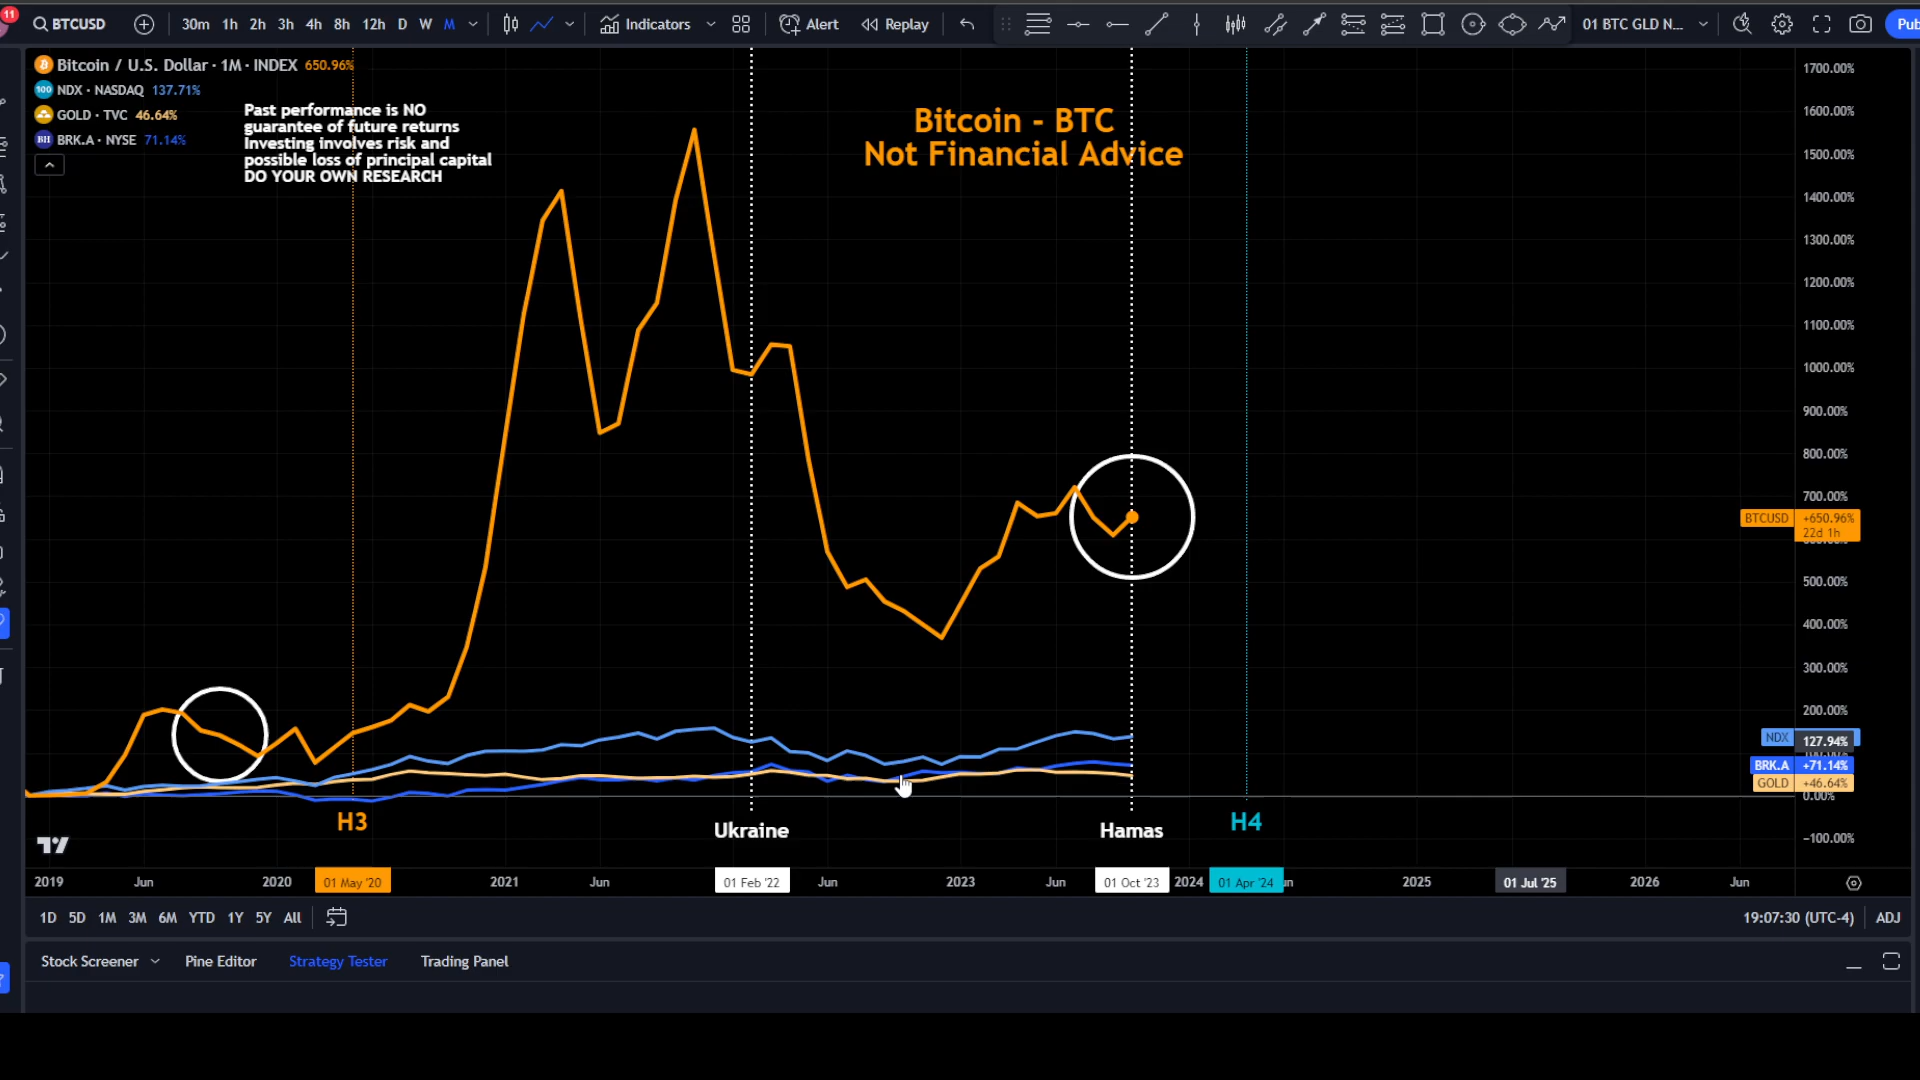 11
BTCUSD 30m 1h 2h 3h 4h 8h 12h D W M Indicators Alert Replay 01 BTC GLD N... Pub
Bitcoin / U.S. Dollar · 1M · INDEX 650.96%
100 NDX · NASDAQ 137.71%
GOLD · TVC 46.64%
BH BRK.A · NYSE 71.14%
Past performance is NO
guarantee of future returns
Investing involves risk and
possible loss of principal capital
DO YOUR OWN RESEARCH
Bitcoin - BTC
Not Financial Advice
1700.00%
1600.00%
1500.00%
1400.00%
1300.00%
1200.00%
1100.00%
1000.00%
900.00%
800.00%
700.00%
BTCUSD +650.96%
22d 1h
500.00%
400.00%
300.00%
200.00%
NDX 127.94%
BRK.A +71.14%
GOLD +46.64%
0.00%
-100.00%
H3
Ukraine
Hamas
H4
2019 Jun 2020 01 May '20 2021 Jun 01 Feb '22 Jun 2023 Jun 01 Oct '23 2024 01 Apr '24 2025 01 Jul '25 2026 Jun
1D 5D 1M 3M 6M YTD 1Y 5Y All 19:07:30 (UTC-4) ADJ
Stock Screener Pine Editor Strategy Tester Trading Panel